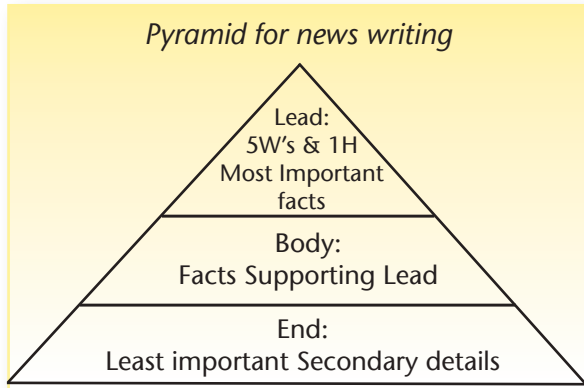 Pyramid for news writing
Lead:
5W's & 1H
Most Important
facts
Body:
Facts Supporting Lead
End:
Least important Secondary details